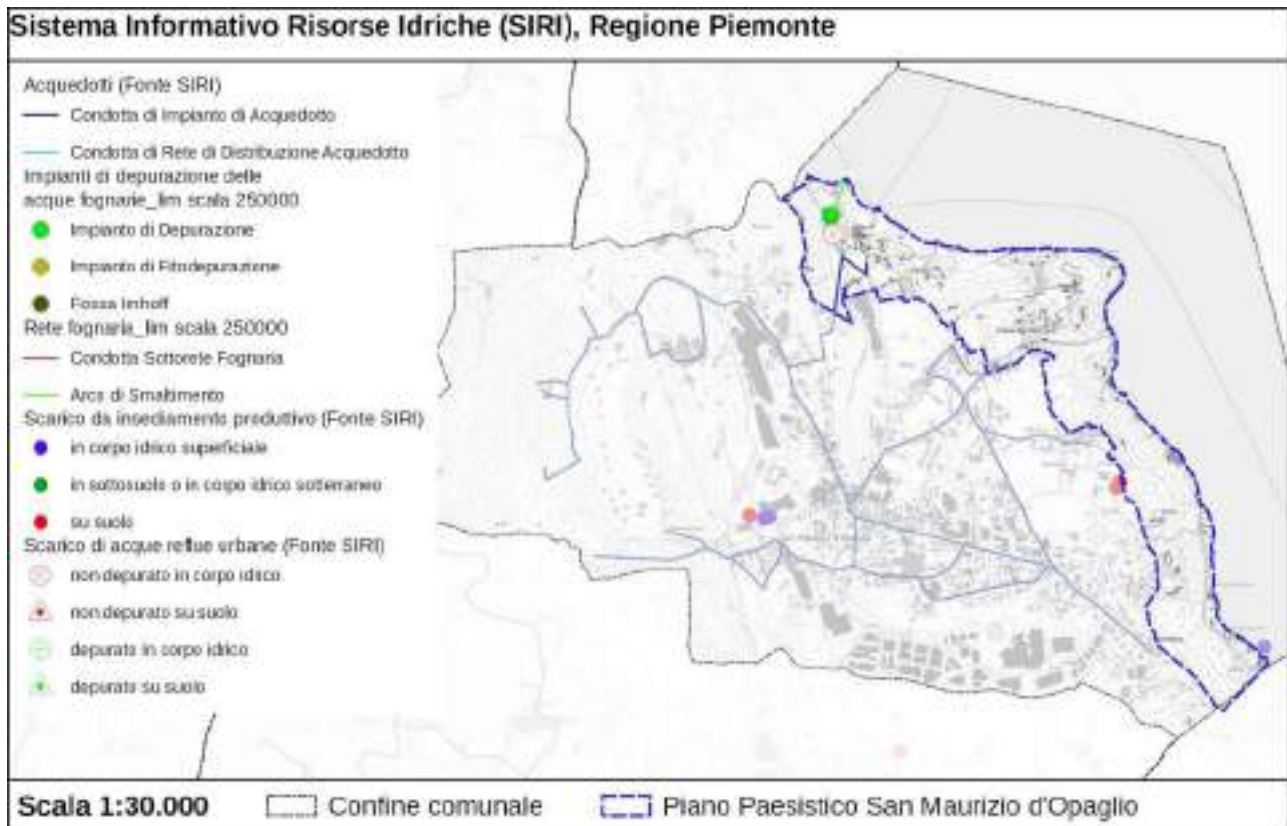 Sistema Informativo Risorse Idriche (SIRI), Regione Piemonte
Acquedotti (Fonte SIRI)
Condotta di Impianto di Acquedotto
Condotta di Rete di Distribuzione Acquedotto
Impianti di depurazione delle
acque fognarie_lim scala 250000
Impianto di Depurazione
Impianto di Fitodepurazione
Fossa Imhoff
Rete fognaria_lim scala 250000
Condotta Sottorete Fognaria
Arco di Smaltimento
Scarico da insediamento produttivo (Fonte SIRI)
in corpo idrico superficiale
in sottosuolo o in corpo idrico sotterraneo
su suolo
Scarico di acque reflue urbane (Fonte SIRI)
non depurato in corpo idrico
non depurato su suolo
depurato in corpo idrico
depurato su suolo
Scala 1:30.000
Confine comunale
Piano Paesistico San Maurizio d'Opaglio